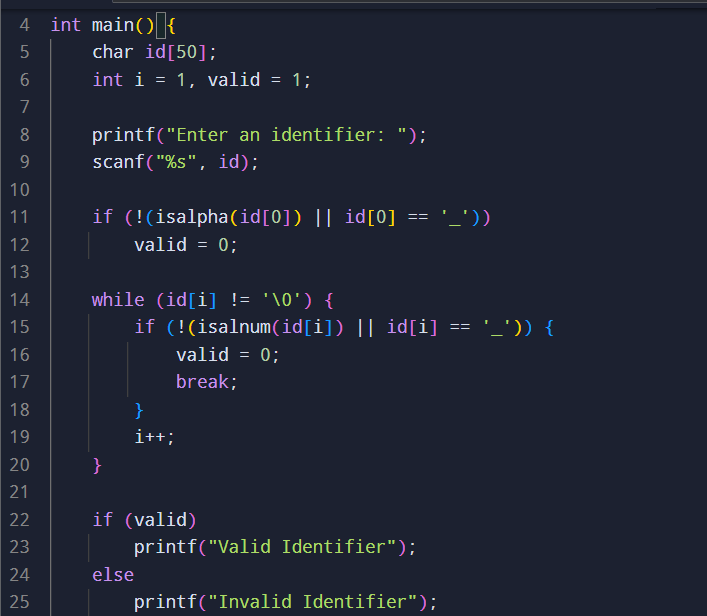 4 int main() {
5 char id[50];
6 int i = 1, valid = 1;
7
8 printf("Enter an identifier: ");
9 scanf("%s", id);
10
11 if (!(isalpha(id[0]) || id[0] == '_'))
12 valid = 0;
13
14 while (id[i] != '\0') {
15 if (!(isalnum(id[i]) || id[i] == '_')) {
16 valid = 0;
17 break;
18 }
19 i++;
20 }
21
22 if (valid)
23 printf("Valid Identifier");
24 else
25 printf("Invalid Identifier");